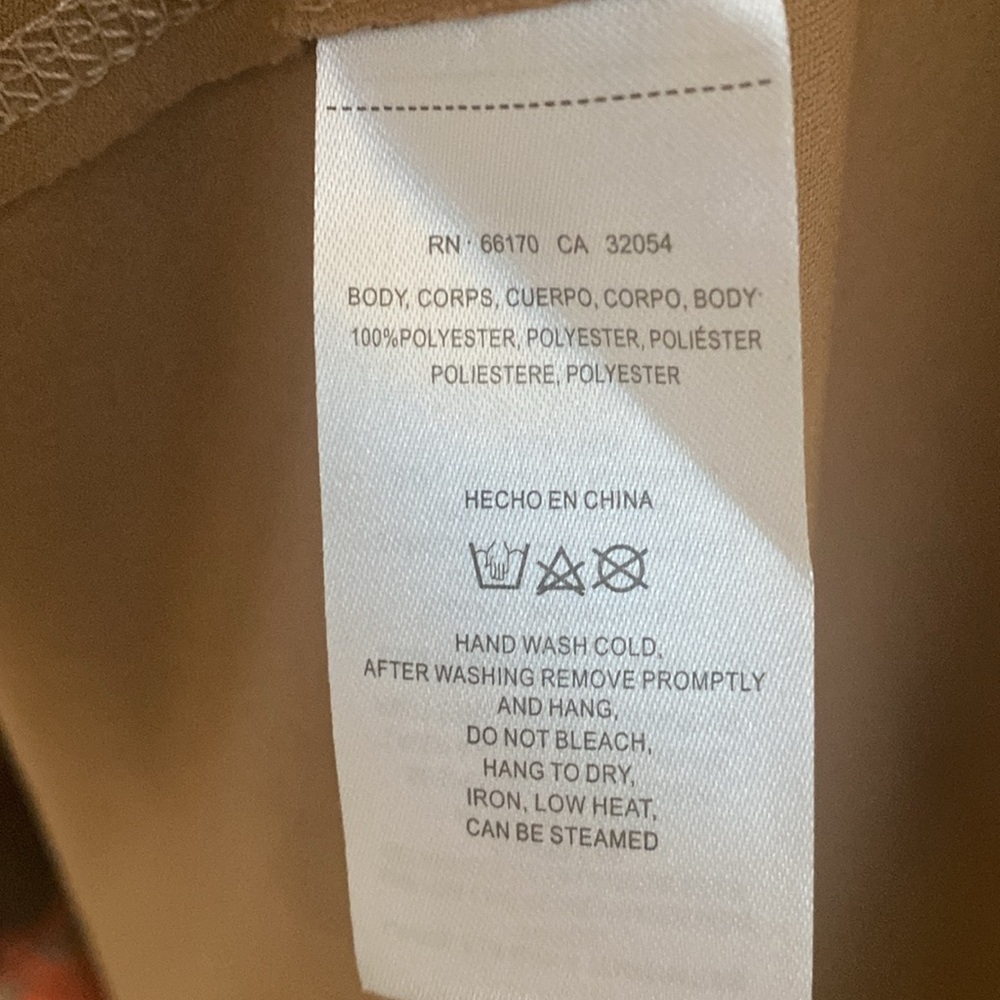 RN 66170 CA 32054
BODY, CORPS, CUERPO, CORPO, BODY
100%POLYESTER, POLYESTER, POLIÉSTER
POLIESTERE, POLYESTER
HECHO EN CHINA
HAND WASH COLD,
AFTER WASHING REMOVE PROMPTLY
AND HANG,
DO NOT BLEACH,
HANG TO DRY,
IRON, LOW HEAT,
CAN BE STEAMED